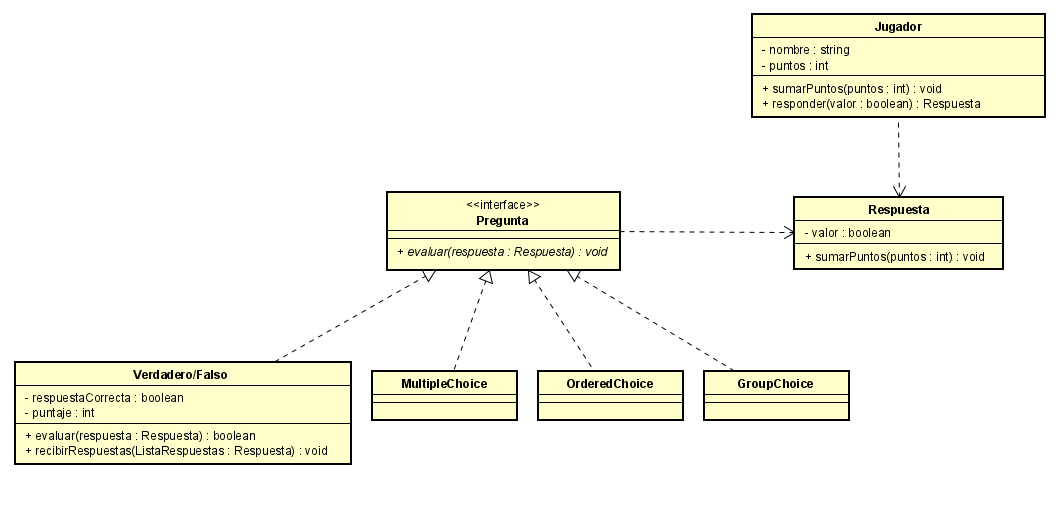 Jugador
- nombre : string
- puntos : int
+ sumarPuntos(puntos : int) : void
+ responder(valor : boolean) : Respuesta
<<interface>>
Pregunta
+ evaluar(respuesta : Respuesta) : void
Respuesta
- valor : boolean
+ sumarPuntos(puntos : int) : void
Verdadero/Falso
- respuestaCorrecta : boolean
- puntaje : int
+ evaluar(respuesta : Respuesta) : boolean
+ recibirRespuestas(ListaRespuestas : Respuesta) : void
MultipleChoice
OrderedChoice
GroupChoice